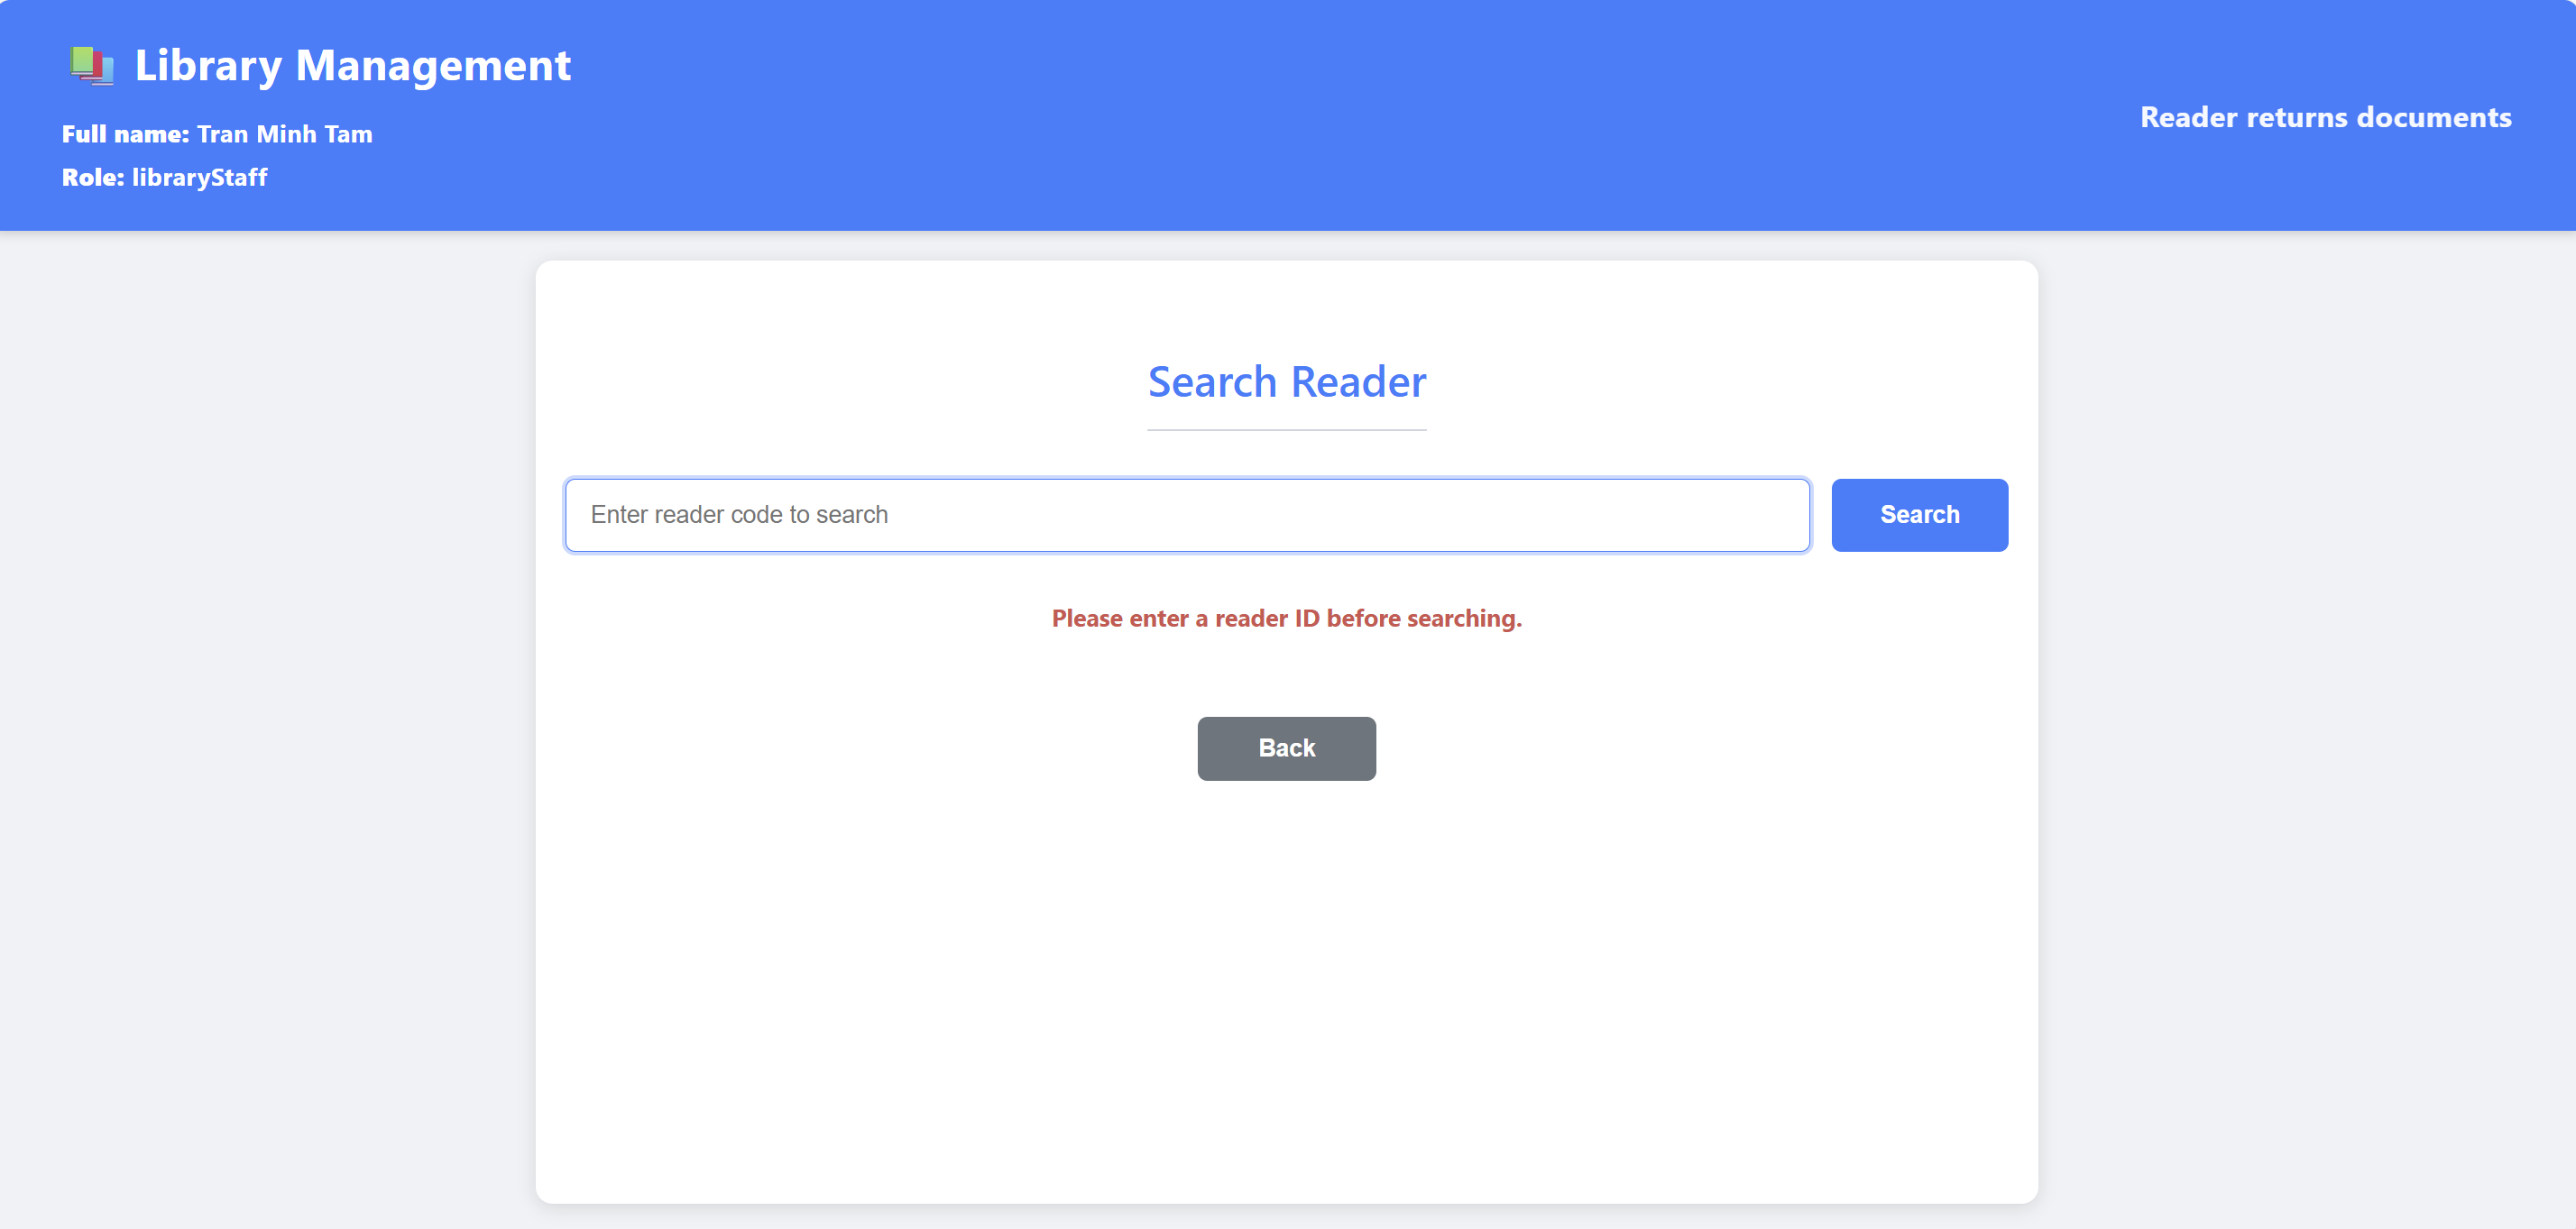 Library Management
Full name: Tran Minh Tam
Role: libraryStaff
Reader returns documents
Search Reader
Enter reader code to search
Search
Please enter a reader ID before searching.
Back